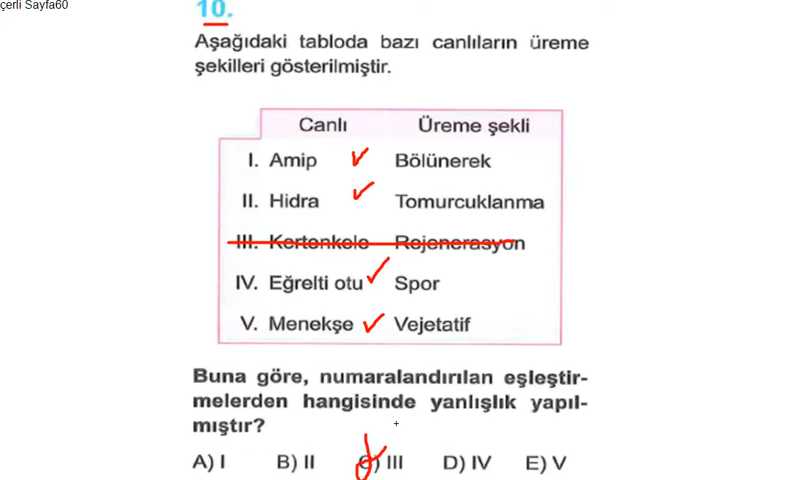 çerli Sayfa60
10.
Aşağıdaki tabloda bazı canlıların üreme
şekilleri gösterilmiştir.
Canlı Üreme şekli
I. Amip Bölünerek
II. Hidra Tomurcuklanma
III. Kertenkele Rejenerasyon
IV. Eğrelti otu Spor
V. Menekşe Vejetatif
Buna göre, numaralandırılan eşleştir-
melerden hangisinde yanlışlık yapıl-
mıştır?
A) I B) II C) III D) IV E) V